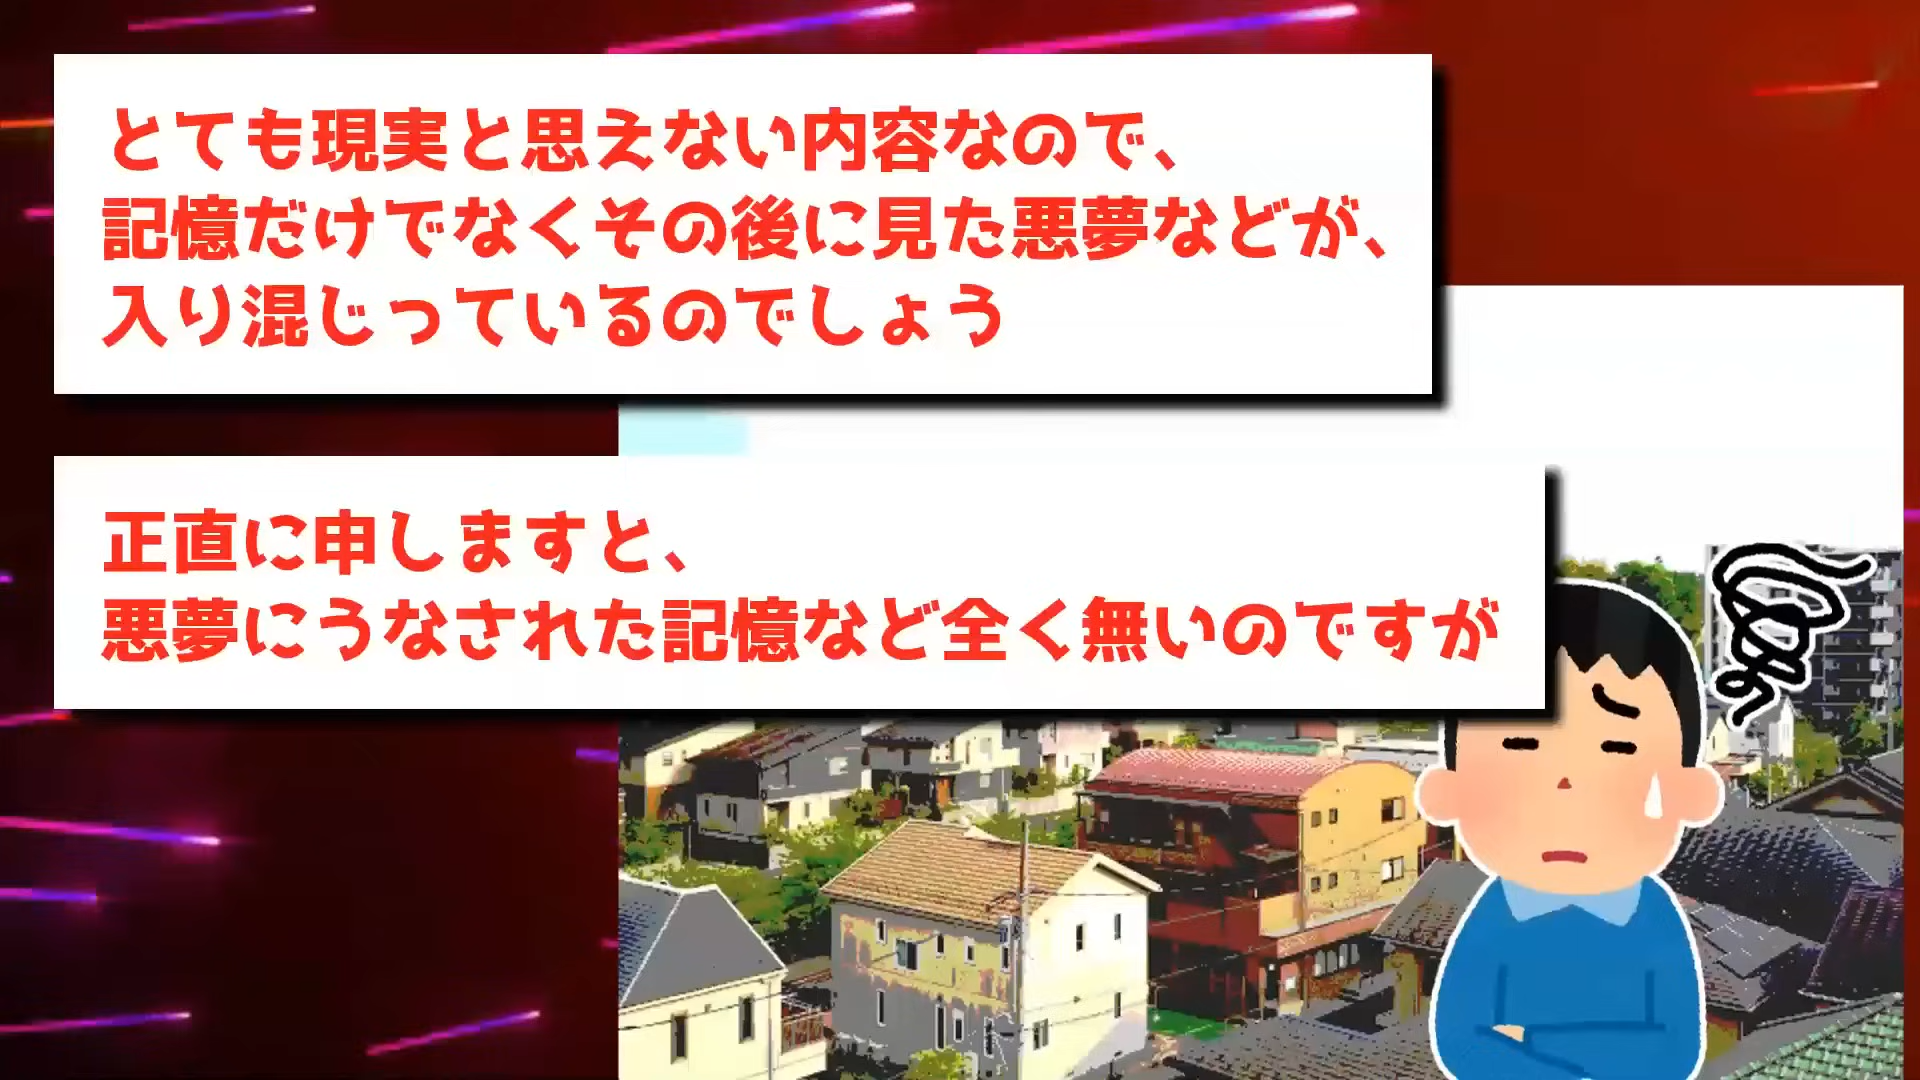 とても現実と思えない内容なので、
記憶だけでなくその後に見た悪夢などが、
入り混じっているのでしょう
正直に申しますと、
悪夢にうなされた記憶など全く無いのですが